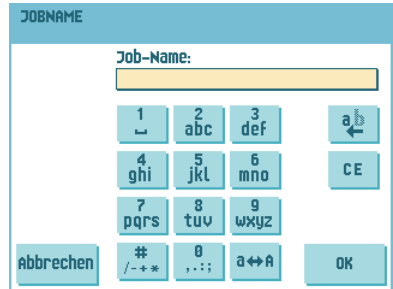 JOBNAME
Job-Name:
1 2 3
␣ abc def ab
4 5 6
ghi jkl mno CE
7 8 9
pqrs tuv wxyz
# 0
Abbrechen /-+* ,.:; a↔A OK